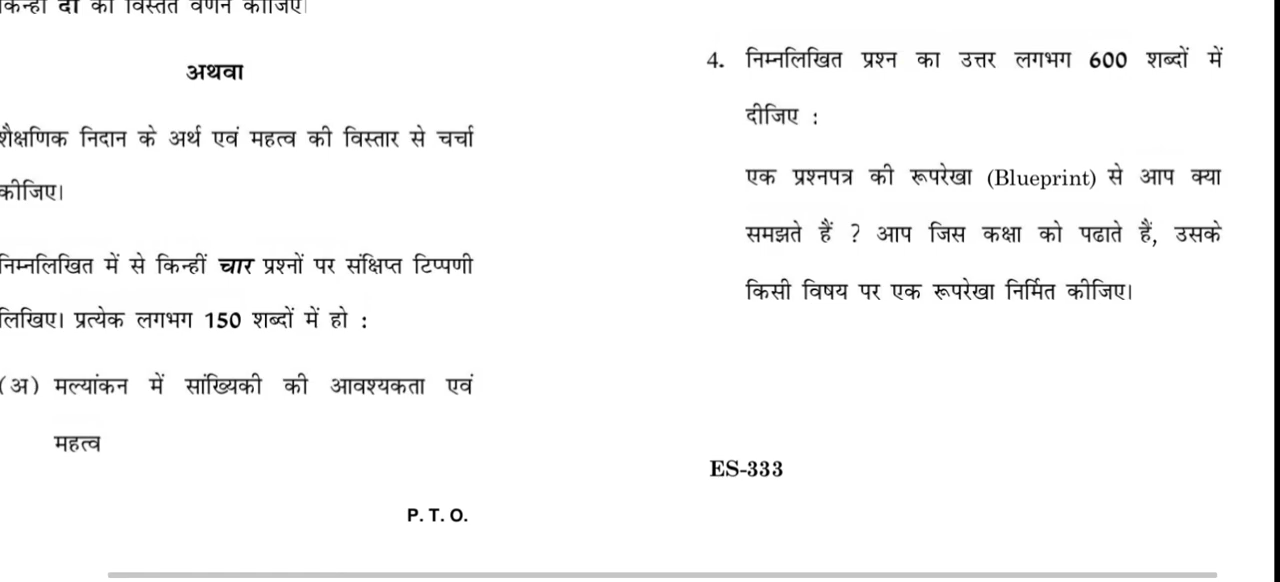 किन्हीं दो का विस्तृत वर्णन कीजिए।
अथवा
शैक्षणिक निदान के अर्थ एवं महत्व की विस्तार से चर्चा
कीजिए।
निम्नलिखित में से किन्हीं चार प्रश्नों पर संक्षिप्त टिप्पणी
लिखिए। प्रत्येक लगभग 150 शब्दों में हो :
(अ) मल्यांकन में सांख्यिकी की आवश्यकता एवं
महत्व
P. T. O.
4. निम्नलिखित प्रश्न का उत्तर लगभग 600 शब्दों में
दीजिए :
एक प्रश्नपत्र की रूपरेखा (Blueprint) से आप क्या
समझते हैं ? आप जिस कक्षा को पढाते हैं, उसके
किसी विषय पर एक रूपरेखा निर्मित कीजिए।
ES-333